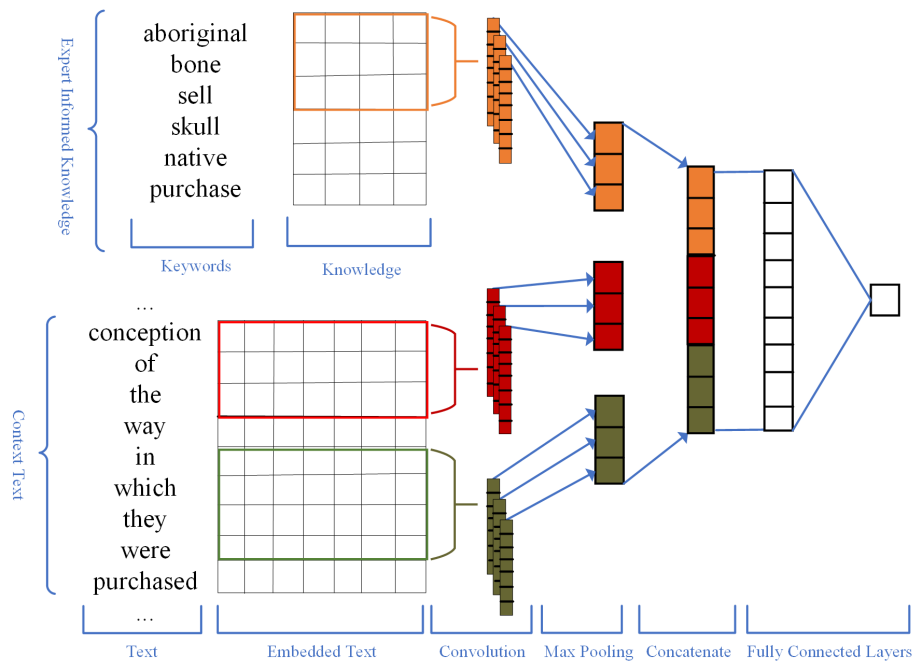 Expert Informed Knowledge
aboriginal
bone
sell
skull
native
purchase
Keywords
Knowledge
Context Text
...
conception
of
the
way
in
which
they
were
purchased
...
Text
Embedded Text
Convolution
Max Pooling
Concatenate
Fully Connected Layers